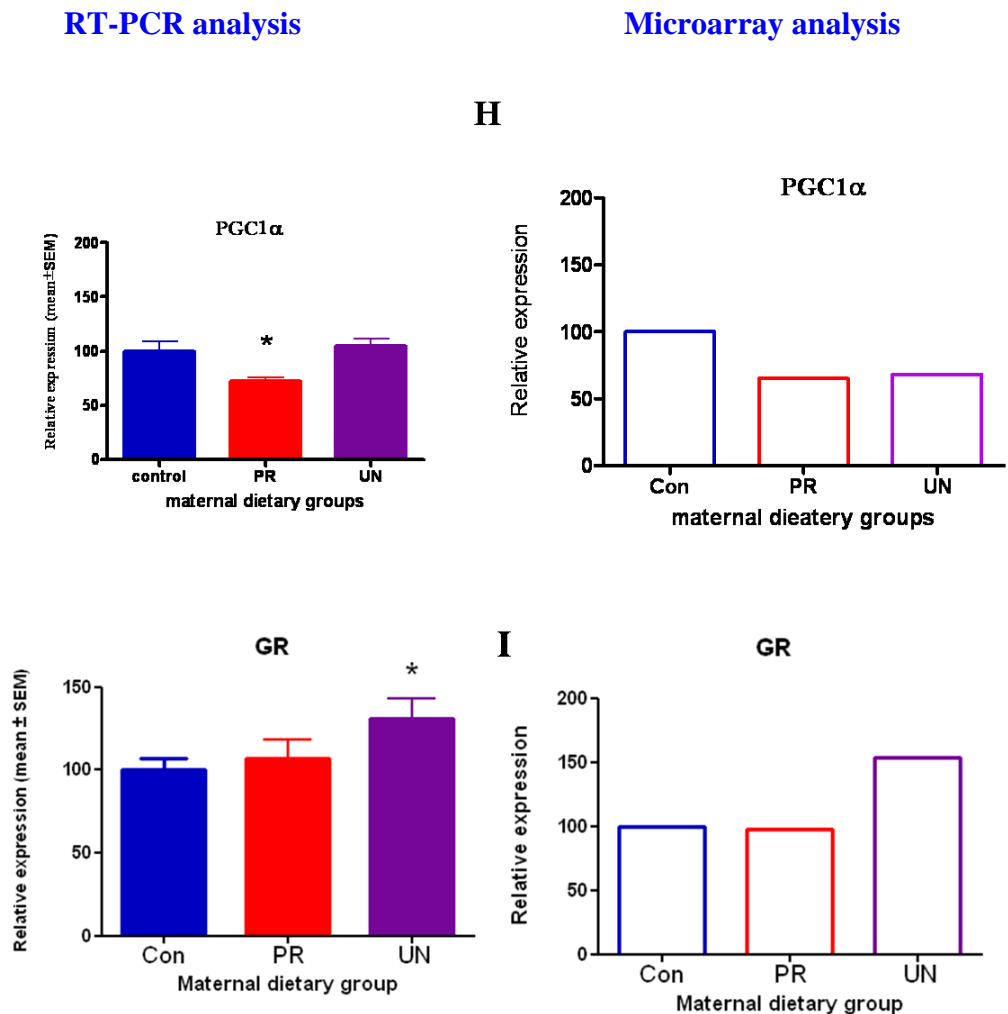 RT-PCR analysis
Microarray analysis
H
PGC1α
Relative expression (mean±SEM)
200
150
100
50
0
*
control PR UN
maternal dietary groups
PGC1α
Relative expression
200
150
100
50
0
Con PR UN
maternal dieatery groups
I
GR
Relative expression (mean ± SEM)
150
100
50
0
*
Con PR UN
Maternal dietary group
GR
Relative expression
200
150
100
50
0
Con PR UN
Maternal dietary group